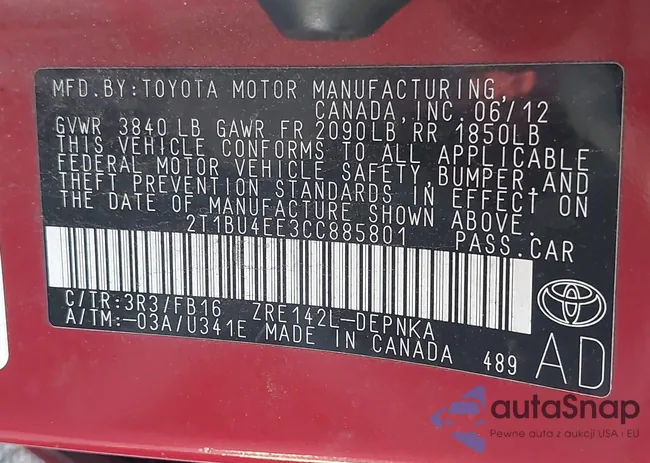 MFD.BY:TOYOTA MOTOR MANUFACTURING,
CANADA,INC. 06/12
GVWR 3840 LB GAWR FR 2090LB RR 1850LB
THIS VEHICLE CONFORMS TO ALL APPLICABLE
FEDERAL MOTOR VEHICLE SAFETY,BUMPER,AND
THEFT PREVENTION STANDARDS IN EFFECT ON
THE DATE OF MANUFACTURE SHOWN ABOVE.
2T1BU4EE3CC885801 PASS.CAR
C/TR:3R3/FB16 ZRE142L-DEPNKA
A/TM:-03A/U341E MADE IN CANADA 489
AD
autaSnap
Pewne auta z aukcji USA i EU